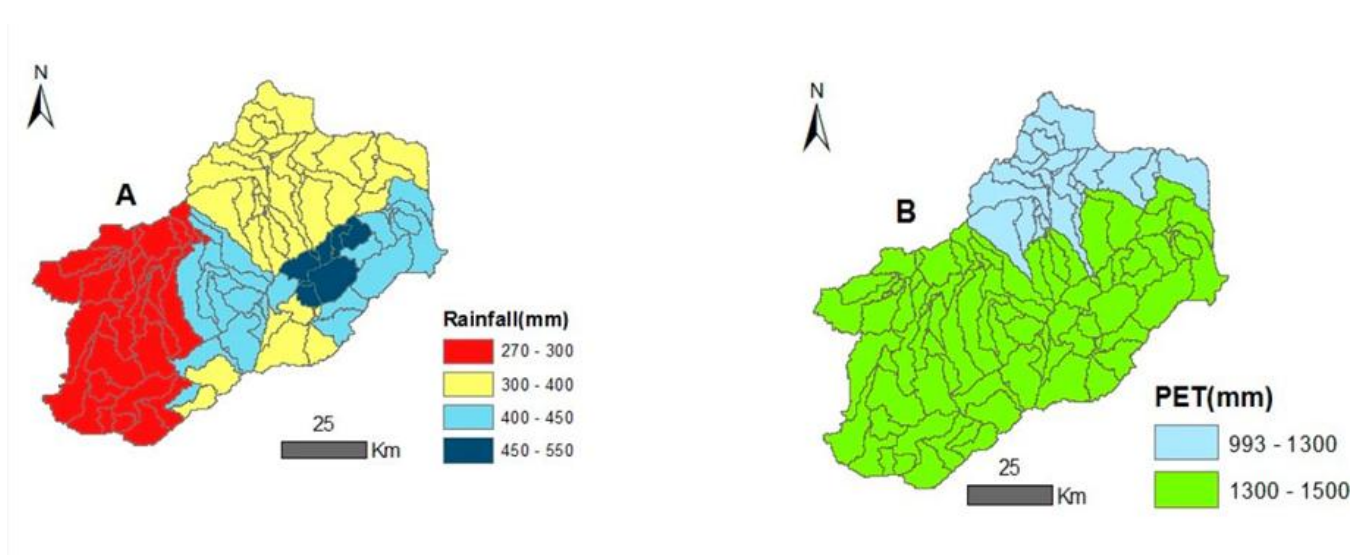 N
A
Rainfall(mm)
270 - 300
300 - 400
400 - 450
450 - 550
25
Km
N
B
PET(mm)
993 - 1300
1300 - 1500
25
Km